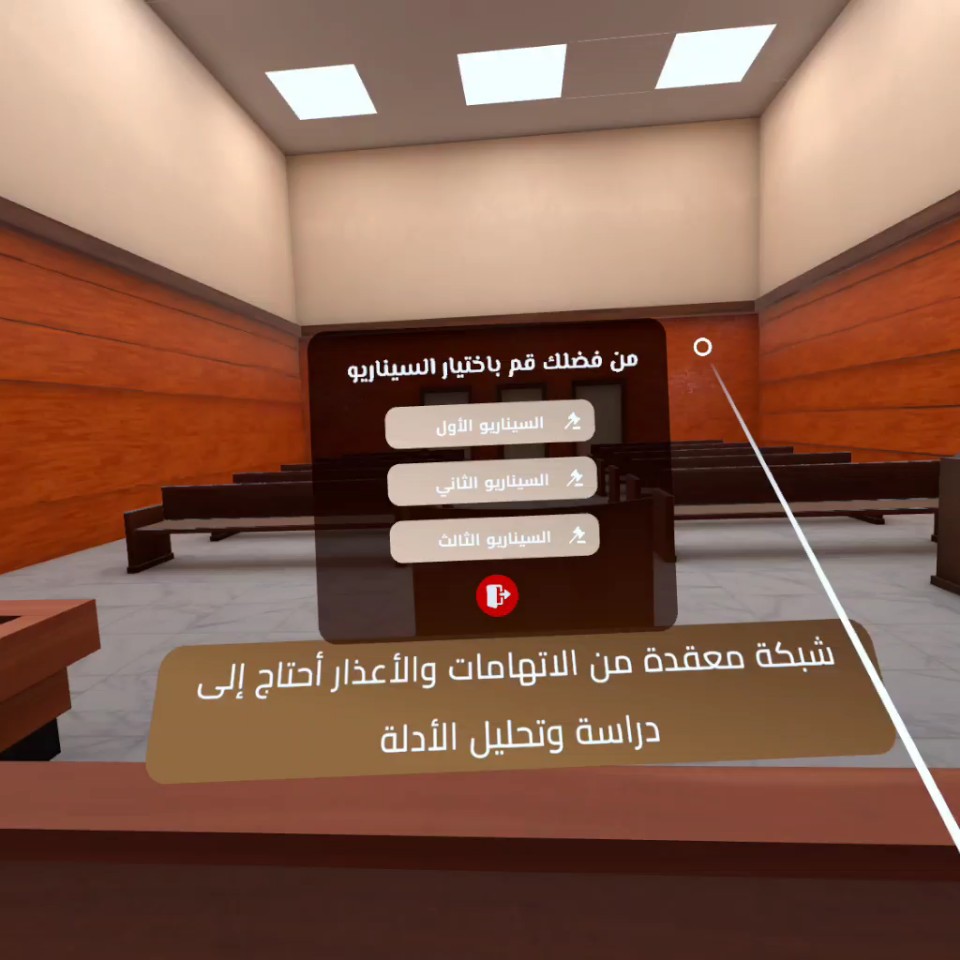 من فضلك قم باختيار السيناريو
السيناريو الأول
السيناريو الثاني
السيناريو الثالث
شبكة معقدة من الاتهامات والأعذار أحتاج إلى
دراسة وتحليل الأدلة